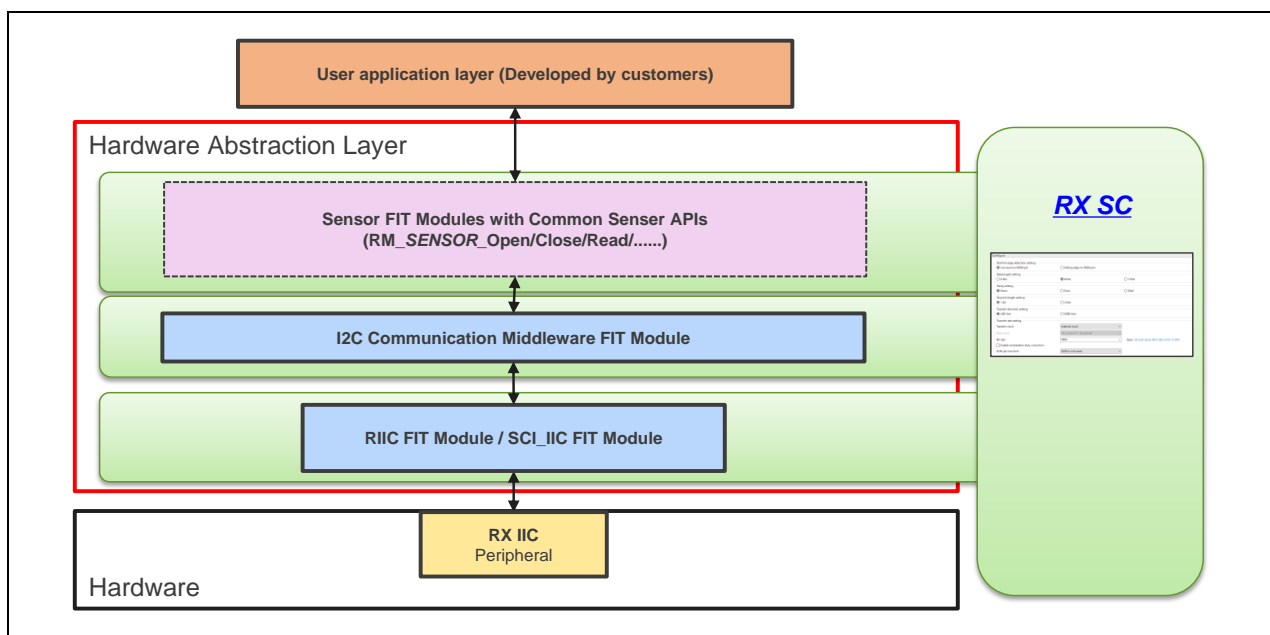 User application layer (Developed by customers)
Hardware Abstraction Layer
Sensor FIT Modules with Common Senser APIs
(RM_SENSOR_Open/Close/Read/......)
RX SC
I2C Communication Middleware FIT Module
RIIC FIT Module / SCI_IIC FIT Module
RX IIC
Peripheral
Hardware